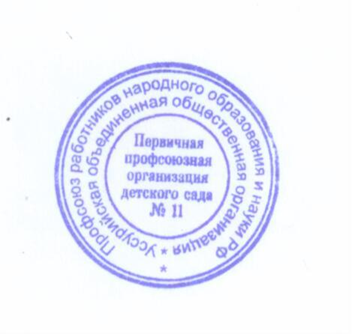 Профсоюз работников народного образования и науки РФ
* Уссурийская объединенная общественная организация *
Первичная
профсоюзная
организация
детского сада
№ 11